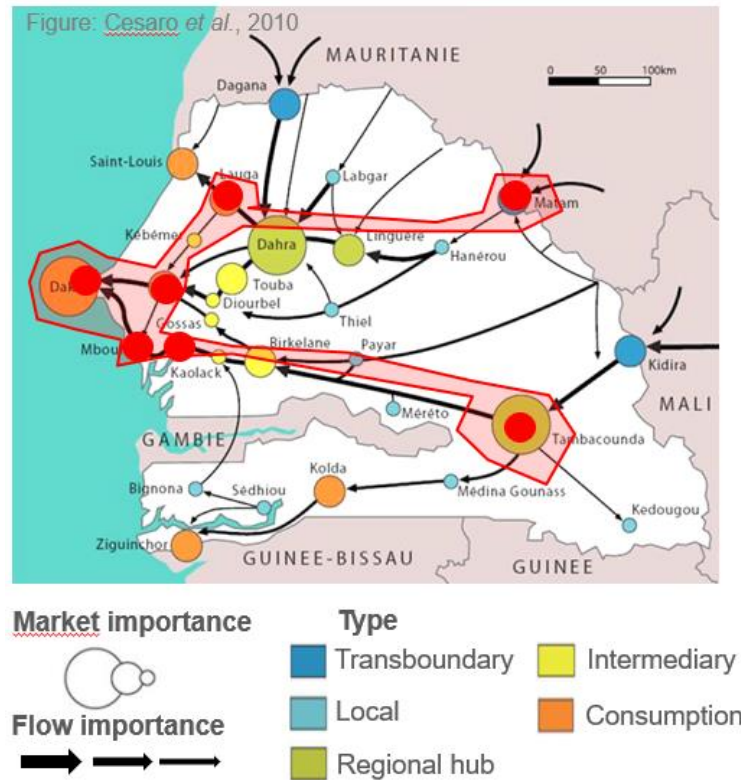 Figure: Cesaro et al., 2010
MAURITANIE
0 50 100km
Dagana
Saint-Louis
Louga
Labgar
Matam
Kébémer
Dahra
Linguère
Hanérou
Touba
Diourbel
Thiel
Gossas
Mbou
Birkelane
Payar
Kaolack
Kidira
Méréto
MALI
GAMBIE
Tambacounda
Kolda
Bignona
Sédhiou
Médina Gounass
Kedougou
Ziguinchor
GUINEE-BISSAU
GUINEE
Market importance
Type
Transboundary
Intermediary
Local
Consumption
Flow importance
Regional hub